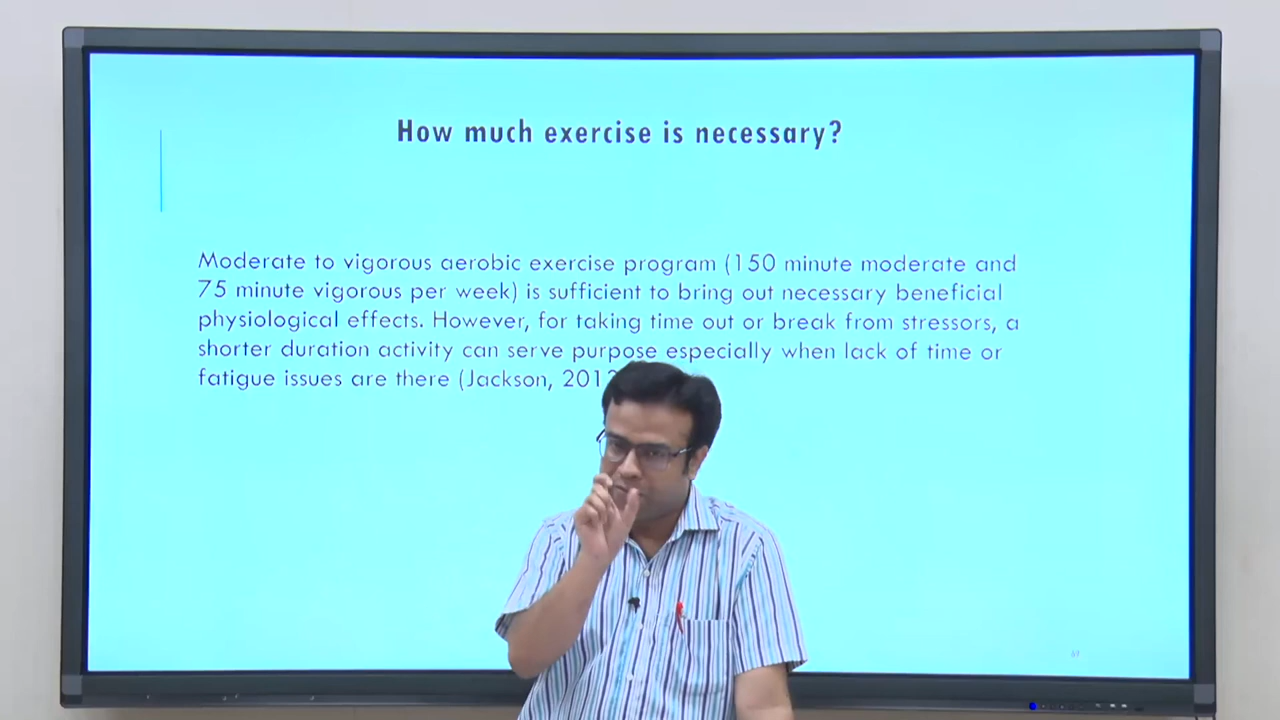 How much exercise is necessary?
Moderate to vigorous aerobic exercise program (150 minute moderate and
75 minute vigorous per week) is sufficient to bring out necessary beneficial
physiological effects. However, for taking time out or break from stressors, a
shorter duration activity can serve purpose especially when lack of time or
fatigue issues are there (Jackson,